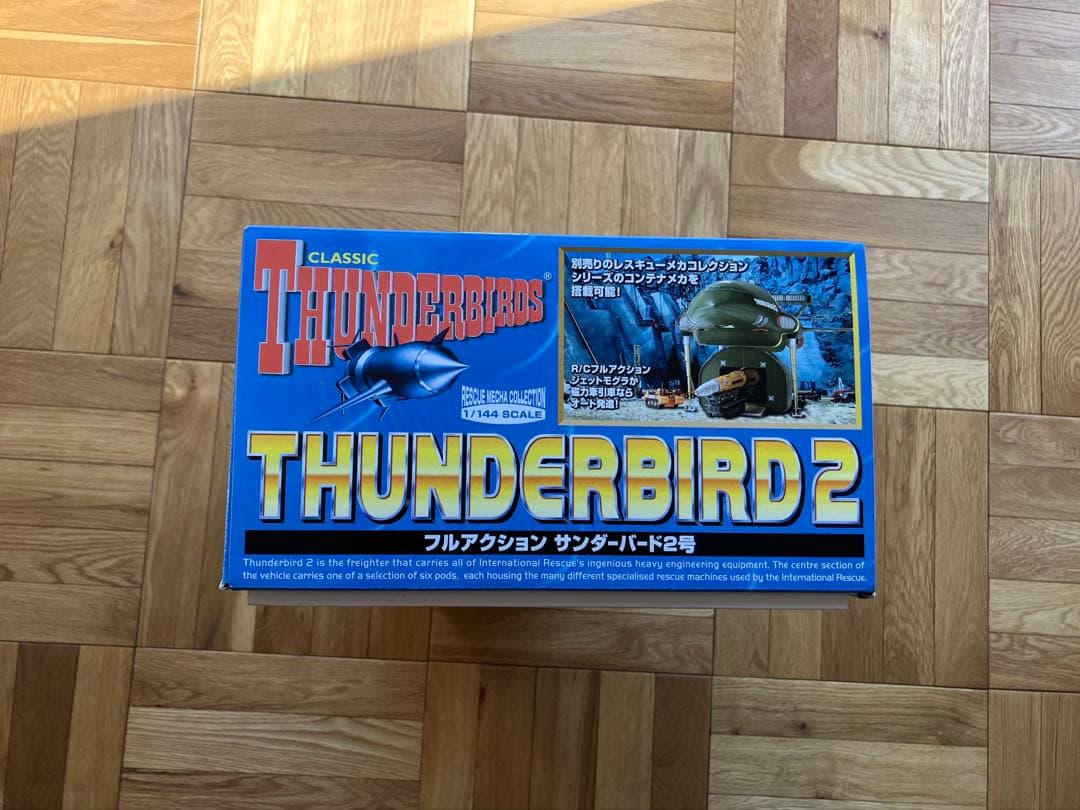 CLASSIC
THUNDERBIRDS®
RESCUE MECHA COLLECTION
1/144 SCALE
別売りのレスキューメカコレクション
シリーズのコンテナメカを
搭載可能!
R/Cフルアクション
ジェットモグラか
磁力牽引車なら
オート発進!
THUNDERBIRD 2
フルアクション サンダーバード2号
Thunderbird 2 is the freighter that carries all of International Rescue's ingenious heavy engineering equipment. The centre section of
the vehicle carries one of a selection of six pods, each housing the many different specialised rescue machines used by the International Rescue.